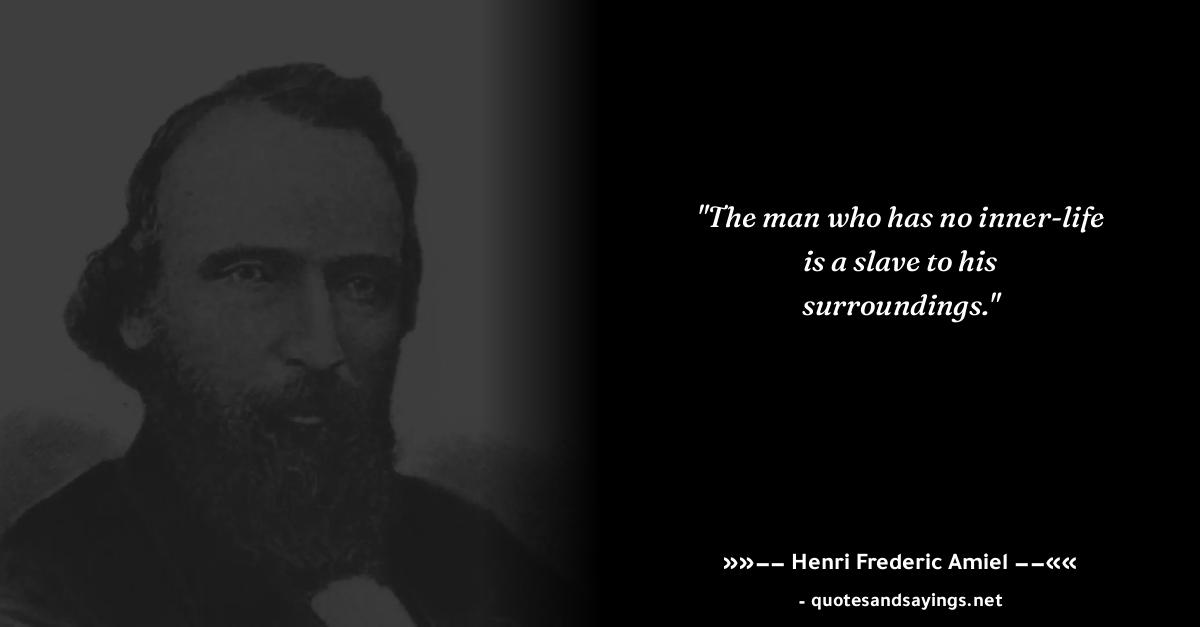 "The man who has no inner-life
is a slave to his
surroundings."
»»−− Henri Frederic Amiel −−««
- quotesandsayings.net